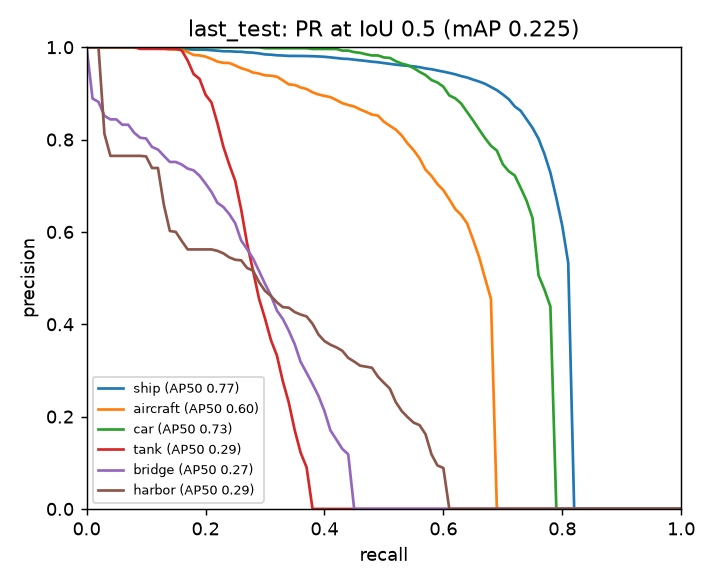 last_test: PR at IoU 0.5 (mAP 0.225)
1.0
0.8
0.6
0.4
0.2
0.0
precision
ship (AP50 0.77)
aircraft (AP50 0.60)
car (AP50 0.73)
tank (AP50 0.29)
bridge (AP50 0.27)
harbor (AP50 0.29)
0.0 0.2 0.4 0.6 0.8 1.0
recall